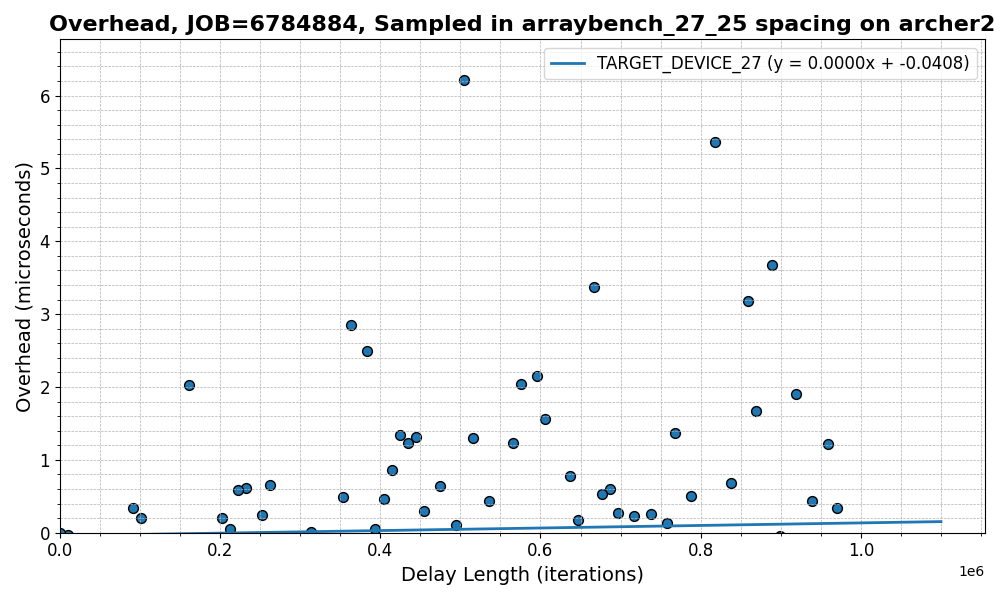 Overhead, JOB=6784884, Sampled in arraybench_27_25 spacing on archer2
TARGET_DEVICE_27 (y = 0.0000x + -0.0408)
Overhead (microseconds)
6
5
4
3
2
1
0
0.0 0.2 0.4 0.6 0.8 1.0
1e6
Delay Length (iterations)